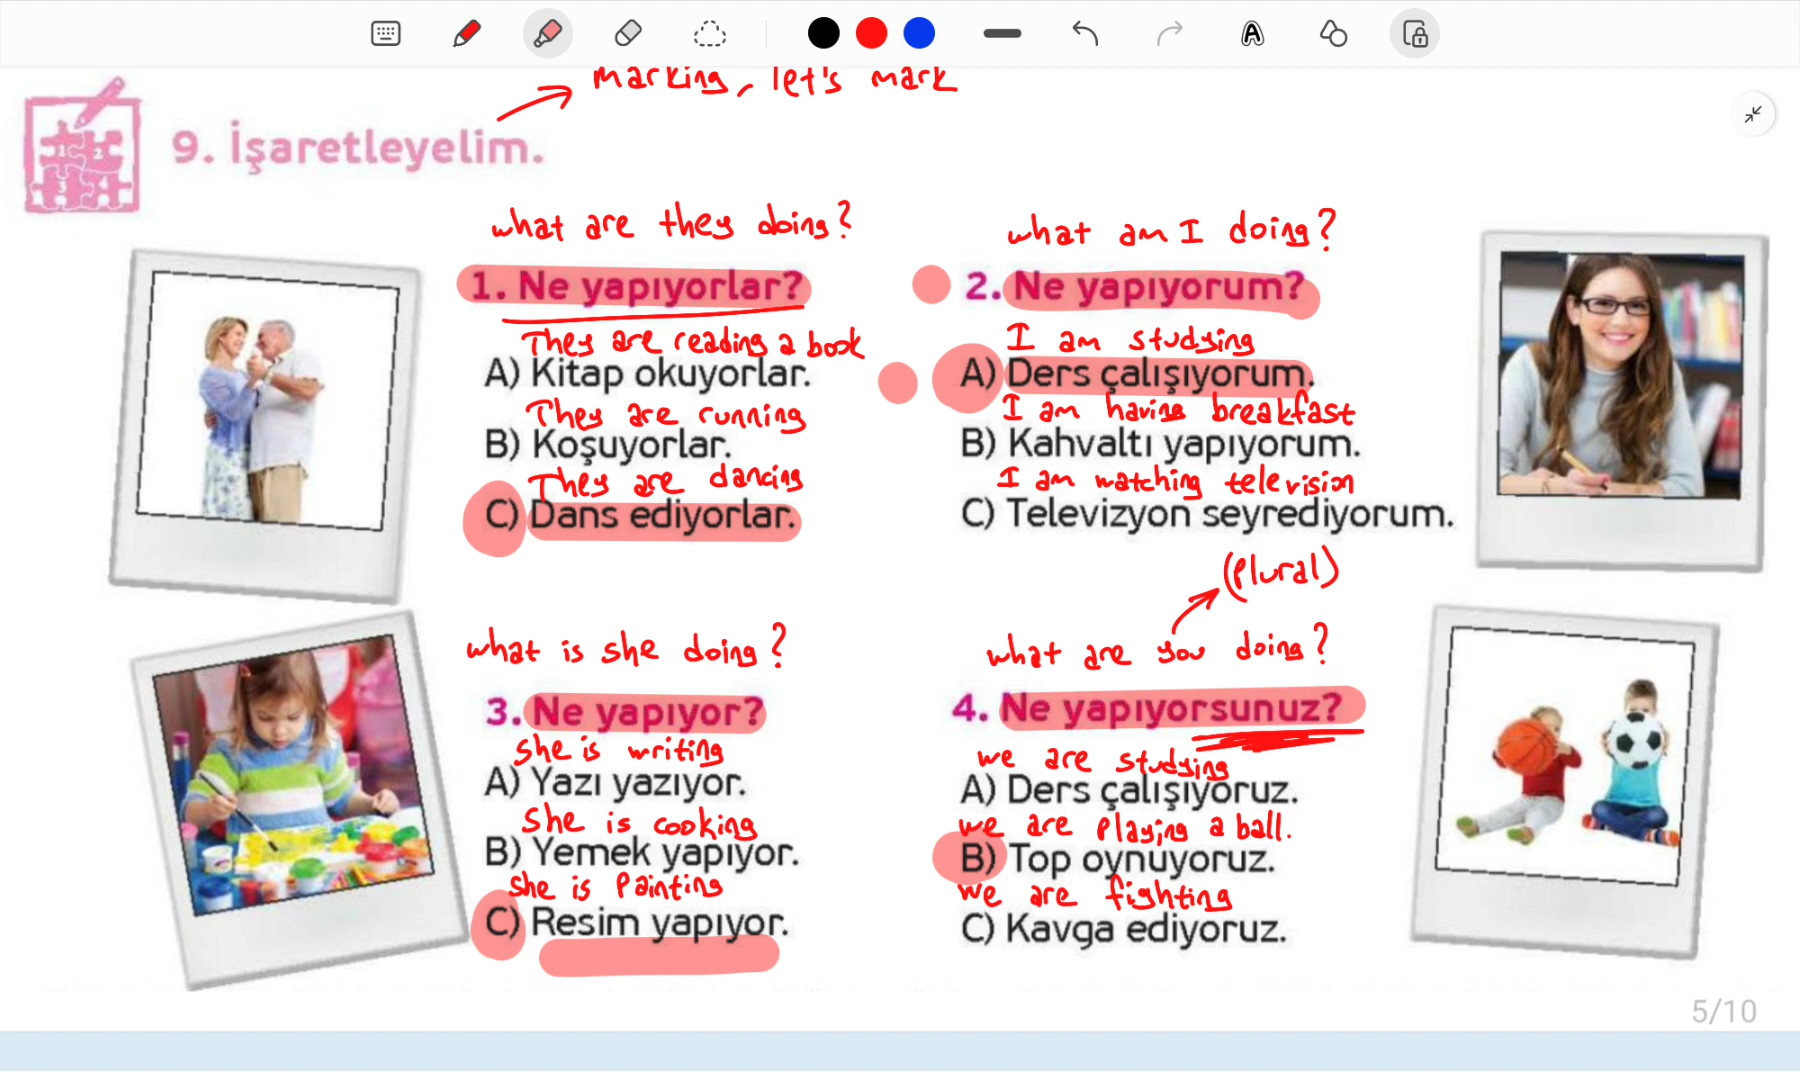 marking, let's mark
9. İşaretleyelim.
what are they doing?
1. Ne yapıyorlar?
They are reading a book
A) Kitap okuyorlar.
They are running
B) Koşuyorlar.
They are dancing
C) Dans ediyorlar.
what am I doing?
2. Ne yapıyorum?
I am studying
A) Ders çalışıyorum.
I am having breakfast
B) Kahvaltı yapıyorum.
I am watching television
C) Televizyon seyrediyorum.
what is she doing?
3. Ne yapıyor?
she is writing
A) Yazı yazıyor.
she is cooking
B) Yemek yapıyor.
she is painting
C) Resim yapıyor.
(plural)
what are you doing?
4. Ne yapıyorsunuz?
we are studying
A) Ders çalışıyoruz.
we are playing a ball.
B) Top oynuyoruz.
we are fighting
C) Kavga ediyoruz.
5/10